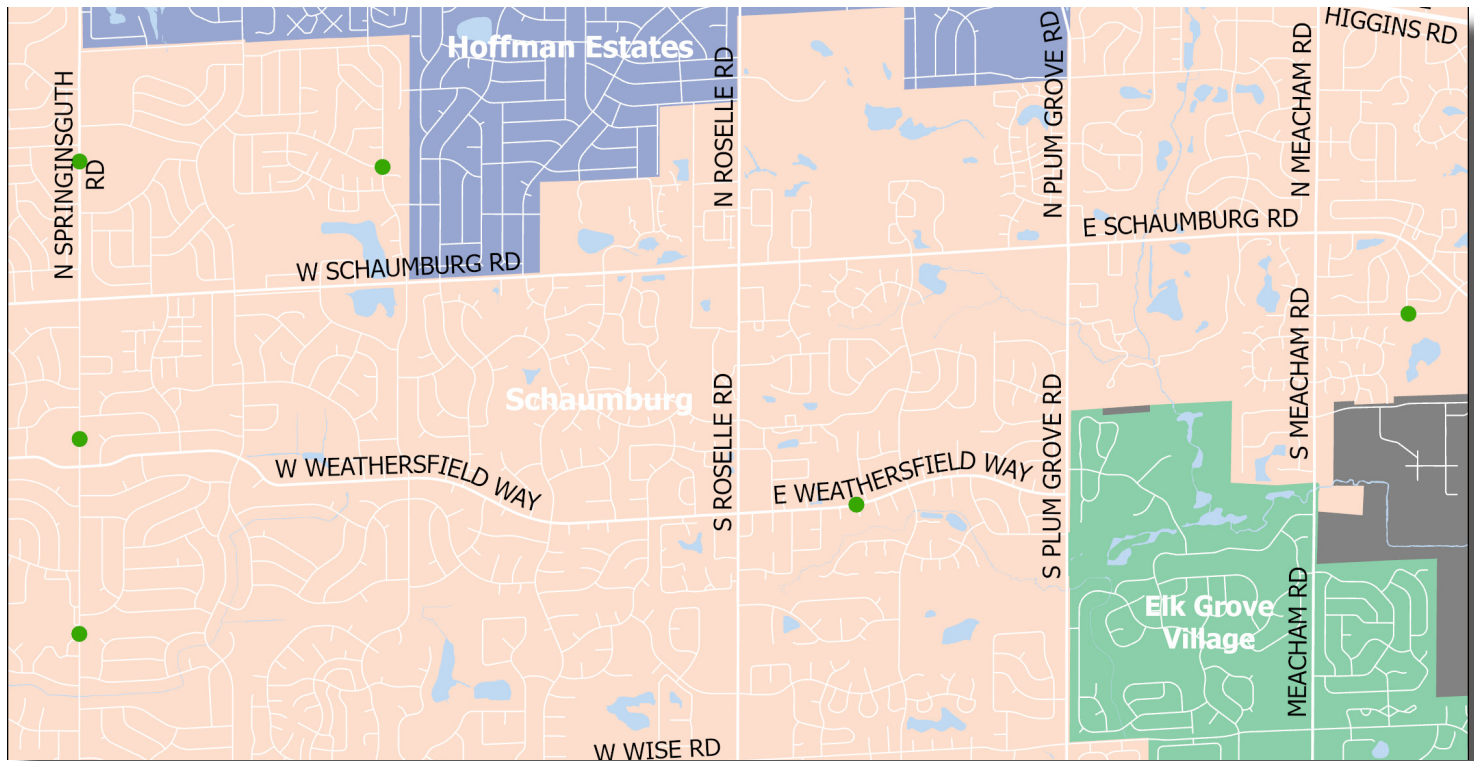 HIGGINS RD
Hoffman Estates
N SPRINGINSGUTH
RD
N ROSELLE RD
N PLUM GROVE RD
N MEACHAM RD
E SCHAUMBURG RD
W SCHAUMBURG RD
Schaumburg
S ROSELLE RD
S PLUM GROVE RD
S MEACHAM RD
W WEATHERSFIELD WAY
E WEATHERSFIELD WAY
Elk Grove
Village
MEACHAM RD
W WISE RD